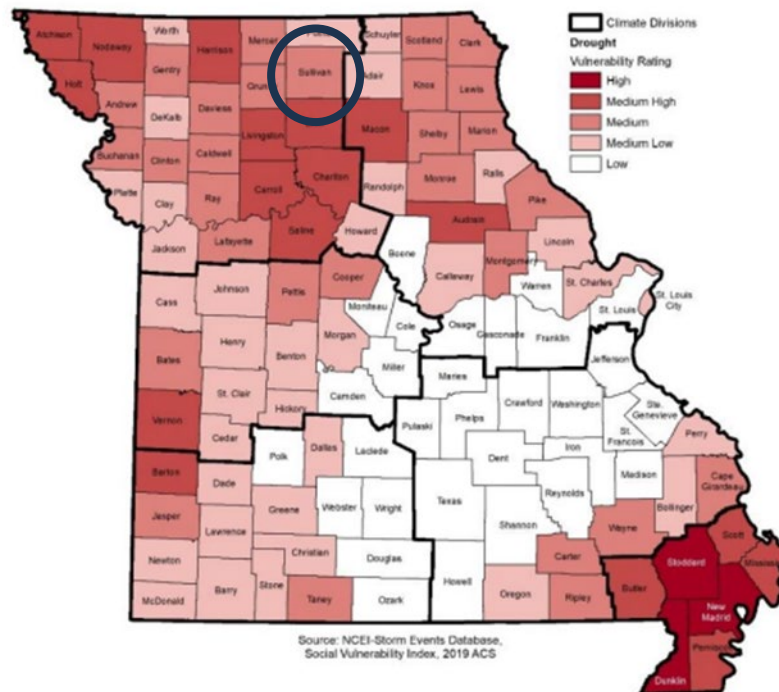 Climate Divisions
Drought
Vulnerability Rating
High
Medium High
Medium
Medium Low
Low
Atchison
Nodaway
Worth
Harrison
Mercer
Schuyler
Scotland
Clark
Holt
Gentry
Sullivan
Adair
Knox
Lewis
Andrew
DeKalb
Daviess
Livingston
Macon
Shelby
Marion
Buchanan
Clinton
Caldwell
Chariton
Monroe
Ralls
Platte
Clay
Ray
Carroll
Randolph
Pike
Audrain
Jackson
Lafayette
Saline
Howard
Boone
Callaway
Montgomery
Lincoln
Warren
St. Charles
St. Louis
St. Louis
City
Cass
Johnson
Pettis
Cooper
Moniteau
Cole
Osage
Gasconade
Franklin
Jefferson
Bates
Henry
Benton
Morgan
Miller
Maries
Camden
St. Clair
Hickory
Vernon
Cedar
Pulaski
Phelps
Crawford
Washington
Ste.
Genevieve
St.
Francois
Perry
Polk
Dallas
Laclede
Dent
Iron
Madison
Cape
Girardeau
Barton
Dade
Reynolds
Bollinger
Jasper
Greene
Webster
Wright
Texas
Shannon
Wayne
Scott
Lawrence
Christian
Douglas
Carter
Stoddard
Newton
Barry
Stone
Taney
Ozark
Howell
Oregon
Ripley
Butler
New
Madrid
McDonald
Dunklin
Source: NCEI-Storm Events Database,
Social Vulnerability Index, 2019 ACS